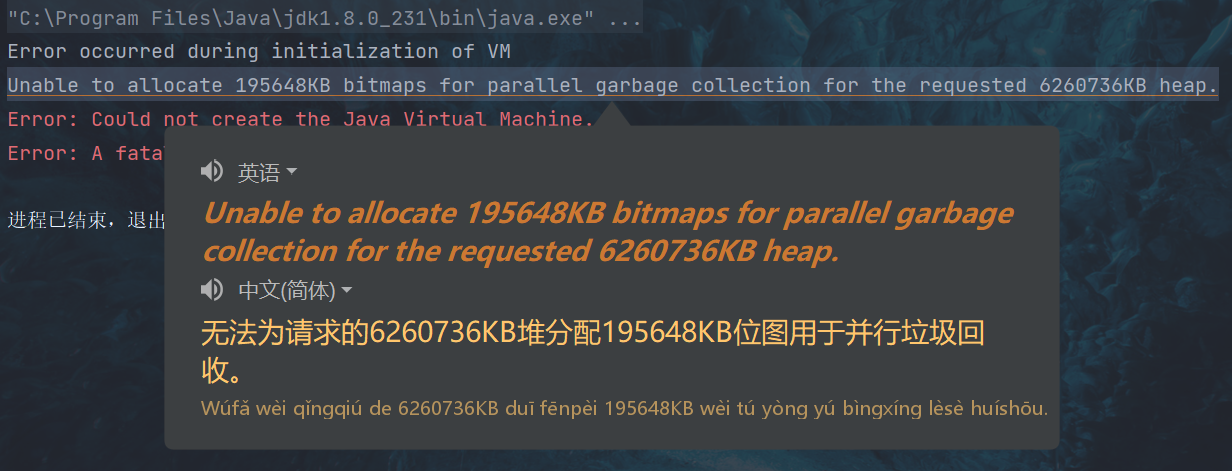 "C:\Program Files\Java\jdk1.8.0_231\bin\java.exe" ...
Error occurred during initialization of VM
Unable to allocate 195648KB bitmaps for parallel garbage collection for the requested 6260736KB heap.
Error: Could not create the Java Virtual Machine.
Error: A fatal
进程已结束，退出
英语
Unable to allocate 195648KB bitmaps for parallel garbage
collection for the requested 6260736KB heap.
中文(简体)
无法为请求的6260736KB堆分配195648KB位图用于并行垃圾回
收。
Wúfǎ wèi qǐngqiú de 6260736KB duī fēnpèi 195648KB wèi tú yòng yú bìngxíng lèsè huíshōu.